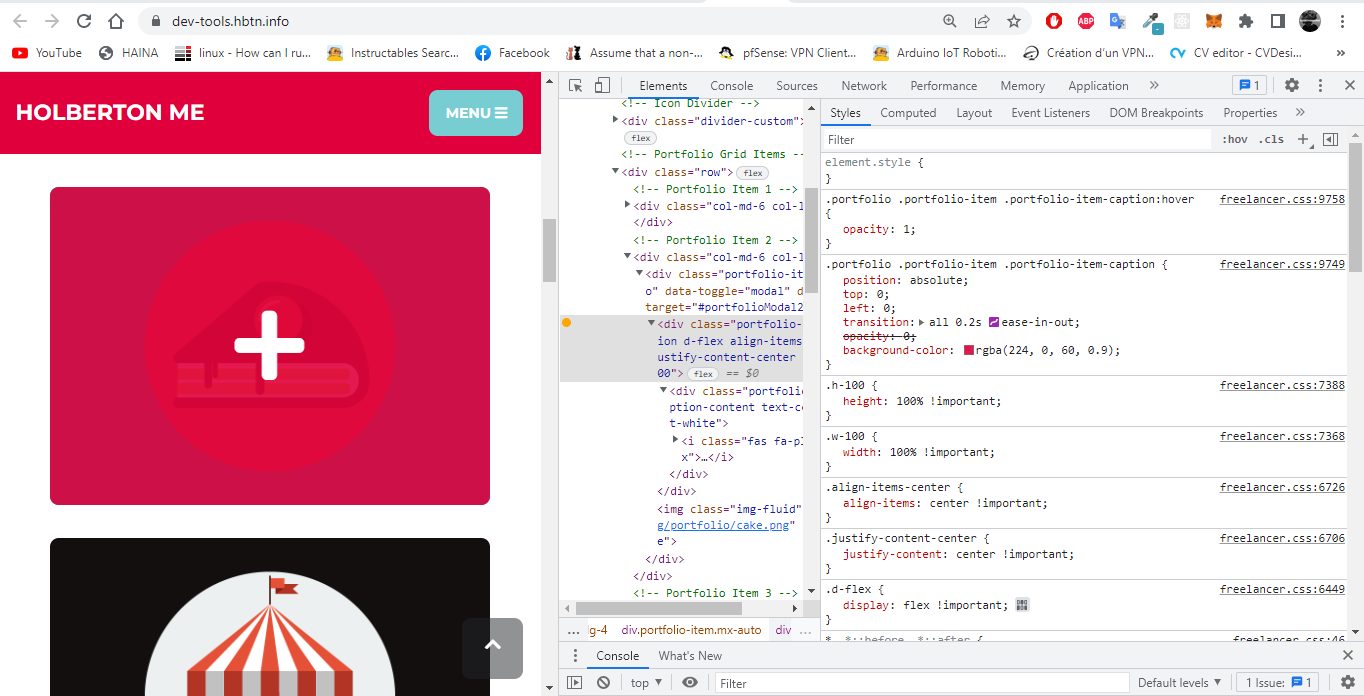 dev-tools.hbtn.info
YouTube HAINA linux - How can I ru... Instructables Searc... Facebook Assume that a non-... pfSense: VPN Client... Arduino IoT Roboti... Création d'un VPN... CV editor - CVDesi... »
HOLBERTON ME
MENU
Elements Console Sources Network Performance Memory Application » 1
<!-- Icon Divider -->
<div class="divider-custom">
flex
<!-- Portfolio Grid Items --
<div class="row"> flex
<!-- Portfolio Item 1 -->
<div class="col-md-6 col-l
</div>
<!-- Portfolio Item 2 -->
<div class="col-md-6 col-l
<div class="portfolio-it
o" data-toggle="modal" d
target="#portfolioModal2
<div class="portfolio-
ion d-flex align-items
ustify-content-center
00"> flex == $0
<div class="portfolio
ption-content text-c
t-white">
<i class="fas fa-pl
x">…</i>
</div>
</div>
<img class="img-fluid"
g/portfolio/cake.png"
e">
</div>
</div>
<!-- Portfolio Item 3 -->
... lg-4 div.portfolio-item.mx-auto div ...
Styles Computed Layout Event Listeners DOM Breakpoints Properties »
Filter :hov .cls +
element.style {
}
.portfolio .portfolio-item .portfolio-item-caption:hover freelancer.css:9758
{
opacity: 1;
}
.portfolio .portfolio-item .portfolio-item-caption { freelancer.css:9749
position: absolute;
top: 0;
left: 0;
transition: all 0.2s ease-in-out;
opacity: 0;
background-color: rgba(224, 0, 60, 0.9);
}
.h-100 { freelancer.css:7388
height: 100% !important;
}
.w-100 { freelancer.css:7368
width: 100% !important;
}
.align-items-center { freelancer.css:6726
align-items: center !important;
}
.justify-content-center { freelancer.css:6706
justify-content: center !important;
}
.d-flex { freelancer.css:6449
display: flex !important;
}
*, *::before, *::after { freelancer.css:46
Console What's New
top Filter Default levels 1 Issue: 1